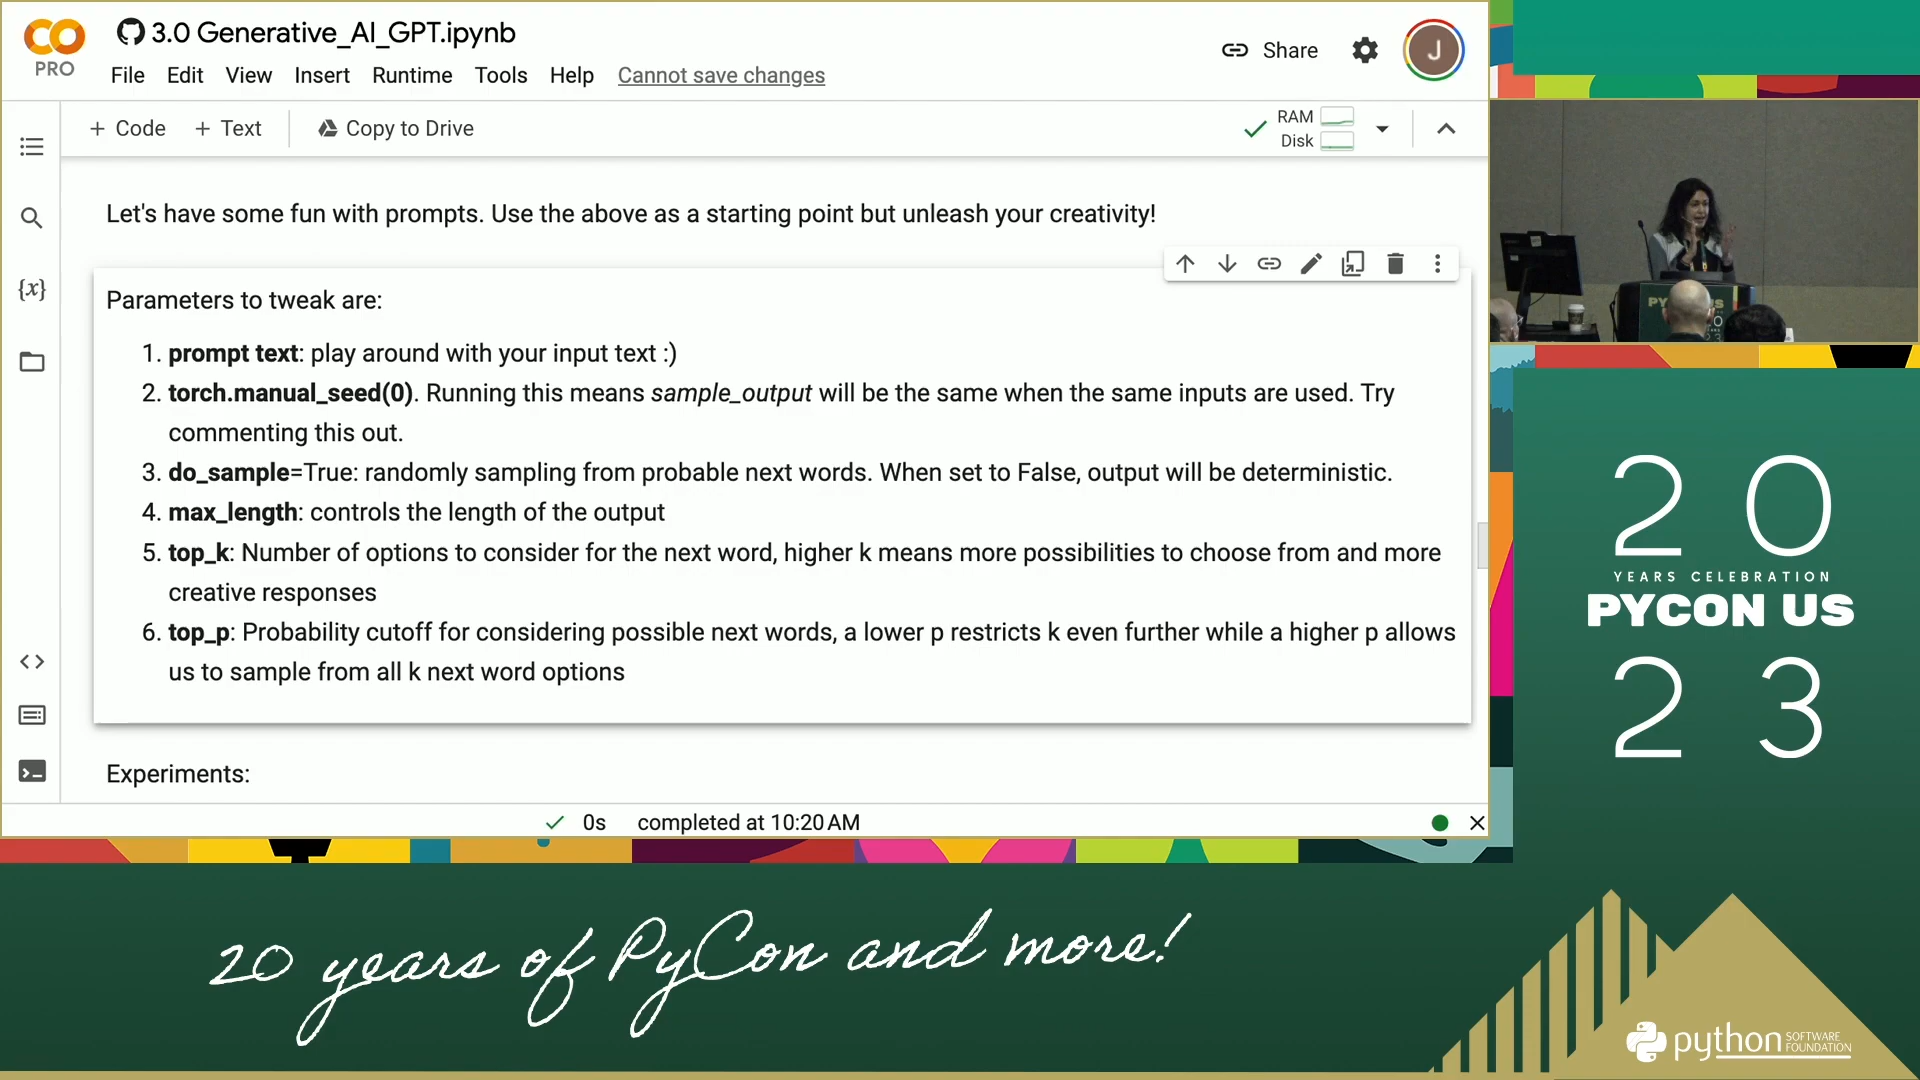 CO
PRO
3.0 Generative_AI_GPT.ipynb
File Edit View Insert Runtime Tools Help Cannot save changes
Share
J
+ Code + Text Copy to Drive
RAM
Disk
{x}
Let's have some fun with prompts. Use the above as a starting point but unleash your creativity!
Parameters to tweak are:
1. prompt text: play around with your input text :)
2. torch.manual_seed(0). Running this means sample_output will be the same when the same inputs are used. Try
commenting this out.
3. do_sample=True: randomly sampling from probable next words. When set to False, output will be deterministic.
4. max_length: controls the length of the output
5. top_k: Number of options to consider for the next word, higher k means more possibilities to choose from and more
creative responses
6. top_p: Probability cutoff for considering possible next words, a lower p restricts k even further while a higher p allows
us to sample from all k next word options
Experiments:
0s completed at 10:20 AM
20
YEARS CELEBRATION
PYCON US
23
20 years of PyCon and more!
python SOFTWARE
FOUNDATION